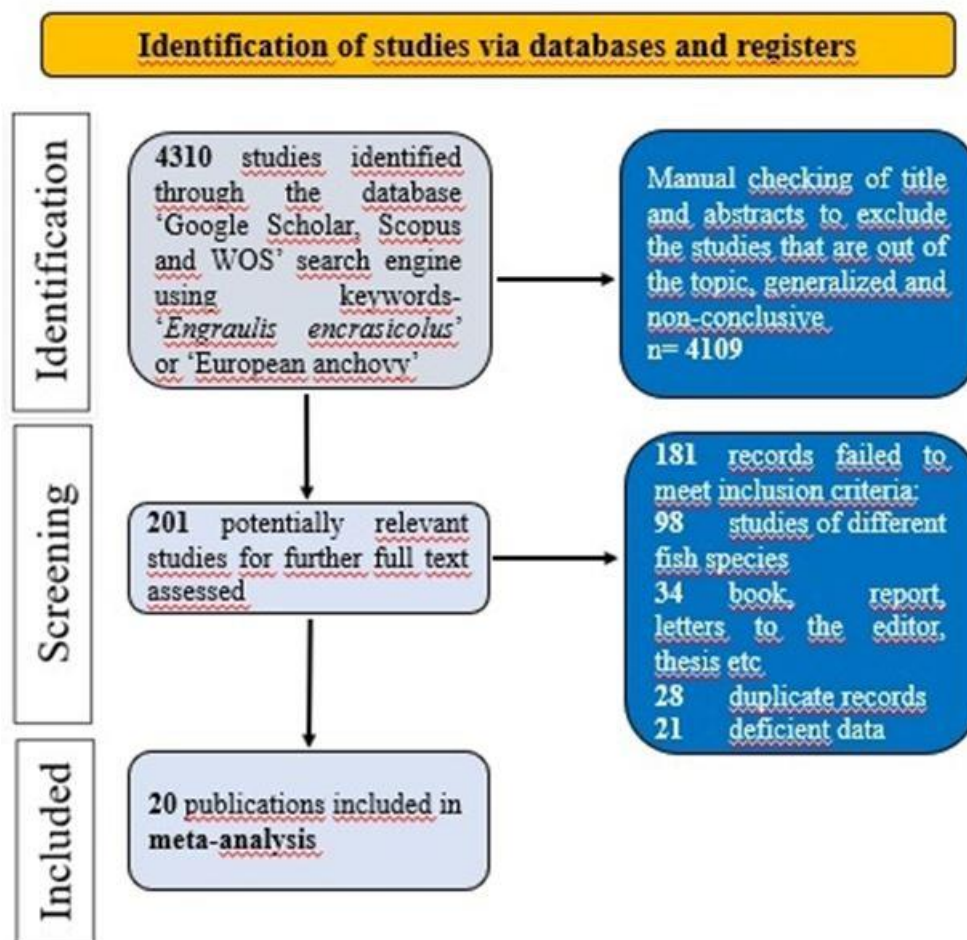 Identification of studies via databases and registers
Identification
4310 studies identified
through the database
‘Google Scholar, Scopus
and WOS’ search engine
using keywords-
‘Engraulis encrasicolus’
or ‘European anchovy’
Manual checking of title
and abstracts to exclude
the studies that are out of
the topic, generalized and
non-conclusive
n= 4109
Screening
201 potentially relevant
studies for further full text
assessed
181 records failed to
meet inclusion criteria:
98 studies of different
fish species
34 book, report,
letters to the editor,
thesis etc
28 duplicate records
21 deficient data
Included
20 publications included in
meta-analysis